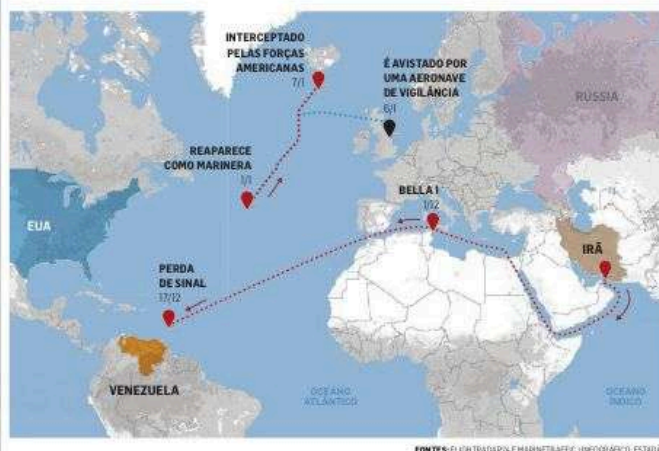 INTERCEPTADO
PELAS FORÇAS
AMERICANAS
7/1
É AVISTADO POR
UMA AERONAVE
DE VIGILÂNCIA
6/1
RÚSSIA
REAPARECE
COMO MARINERA
1/1
BELLA 1
1/12
EUA
IRÃ
PERDA
DE SINAL
17/12
VENEZUELA
OCEANO
ATLÂNTICO
OCEANO
ÍNDICO
FONTES: